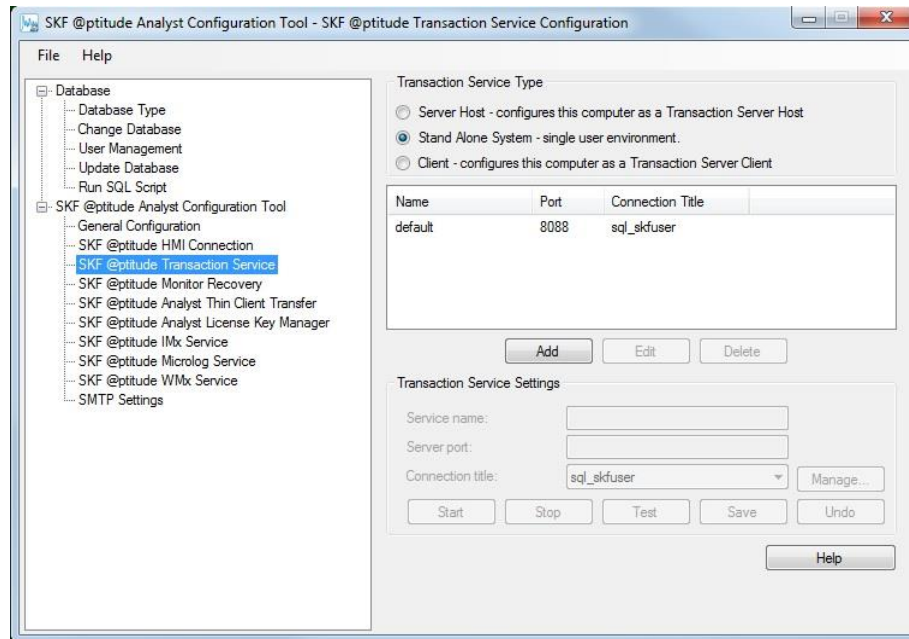 SKF @ptitude Analyst Configuration Tool - SKF @ptitude Transaction Service Configuration
File Help
Database
Database Type
Change Database
User Management
Update Database
Run SQL Script
SKF @ptitude Analyst Configuration Tool
General Configuration
SKF @ptitude HMI Connection
SKF @ptitude Transaction Service
SKF @ptitude Monitor Recovery
SKF @ptitude Analyst Thin Client Transfer
SKF @ptitude Analyst License Key Manager
SKF @ptitude IMx Service
SKF @ptitude Microlog Service
SKF @ptitude WMx Service
SMTP Settings
Transaction Service Type
Server Host - configures this computer as a Transaction Server Host
Stand Alone System - single user environment.
Client - configures this computer as a Transaction Server Client
Name Port Connection Title
default 8088 sql_skfuser
Add Edit Delete
Transaction Service Settings
Service name:
Server port:
Connection title: sql_skfuser Manage...
Start Stop Test Save Undo
Help